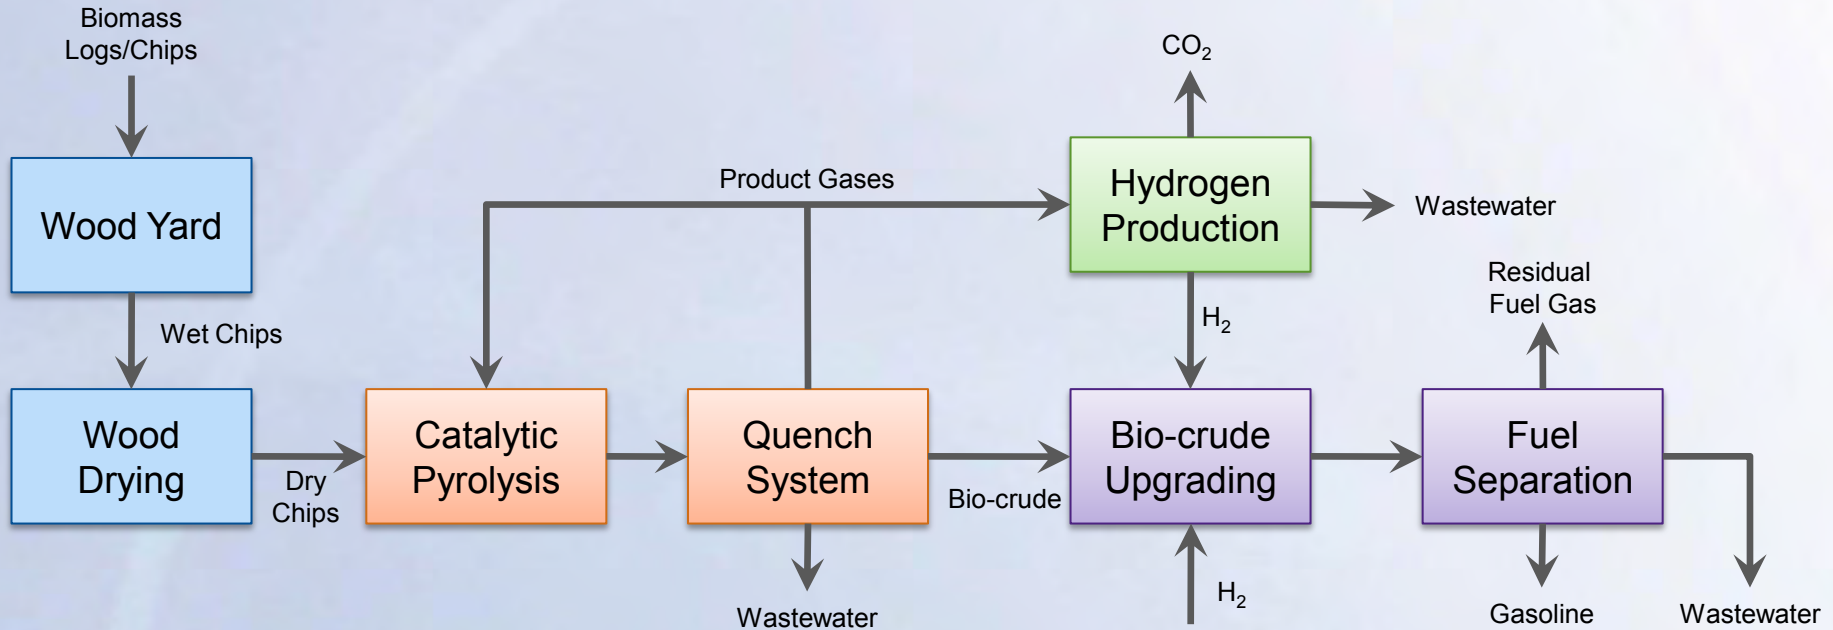 Biomass
Logs/Chips
CO₂
Product Gases
Hydrogen
Production
Wastewater
Wood Yard
Residual
Fuel Gas
Wet Chips
H₂
Wood
Drying
Dry
Chips
Catalytic
Pyrolysis
Quench
System
Bio-crude
Bio-crude
Upgrading
Fuel
Separation
Wastewater
H₂
Gasoline
Wastewater